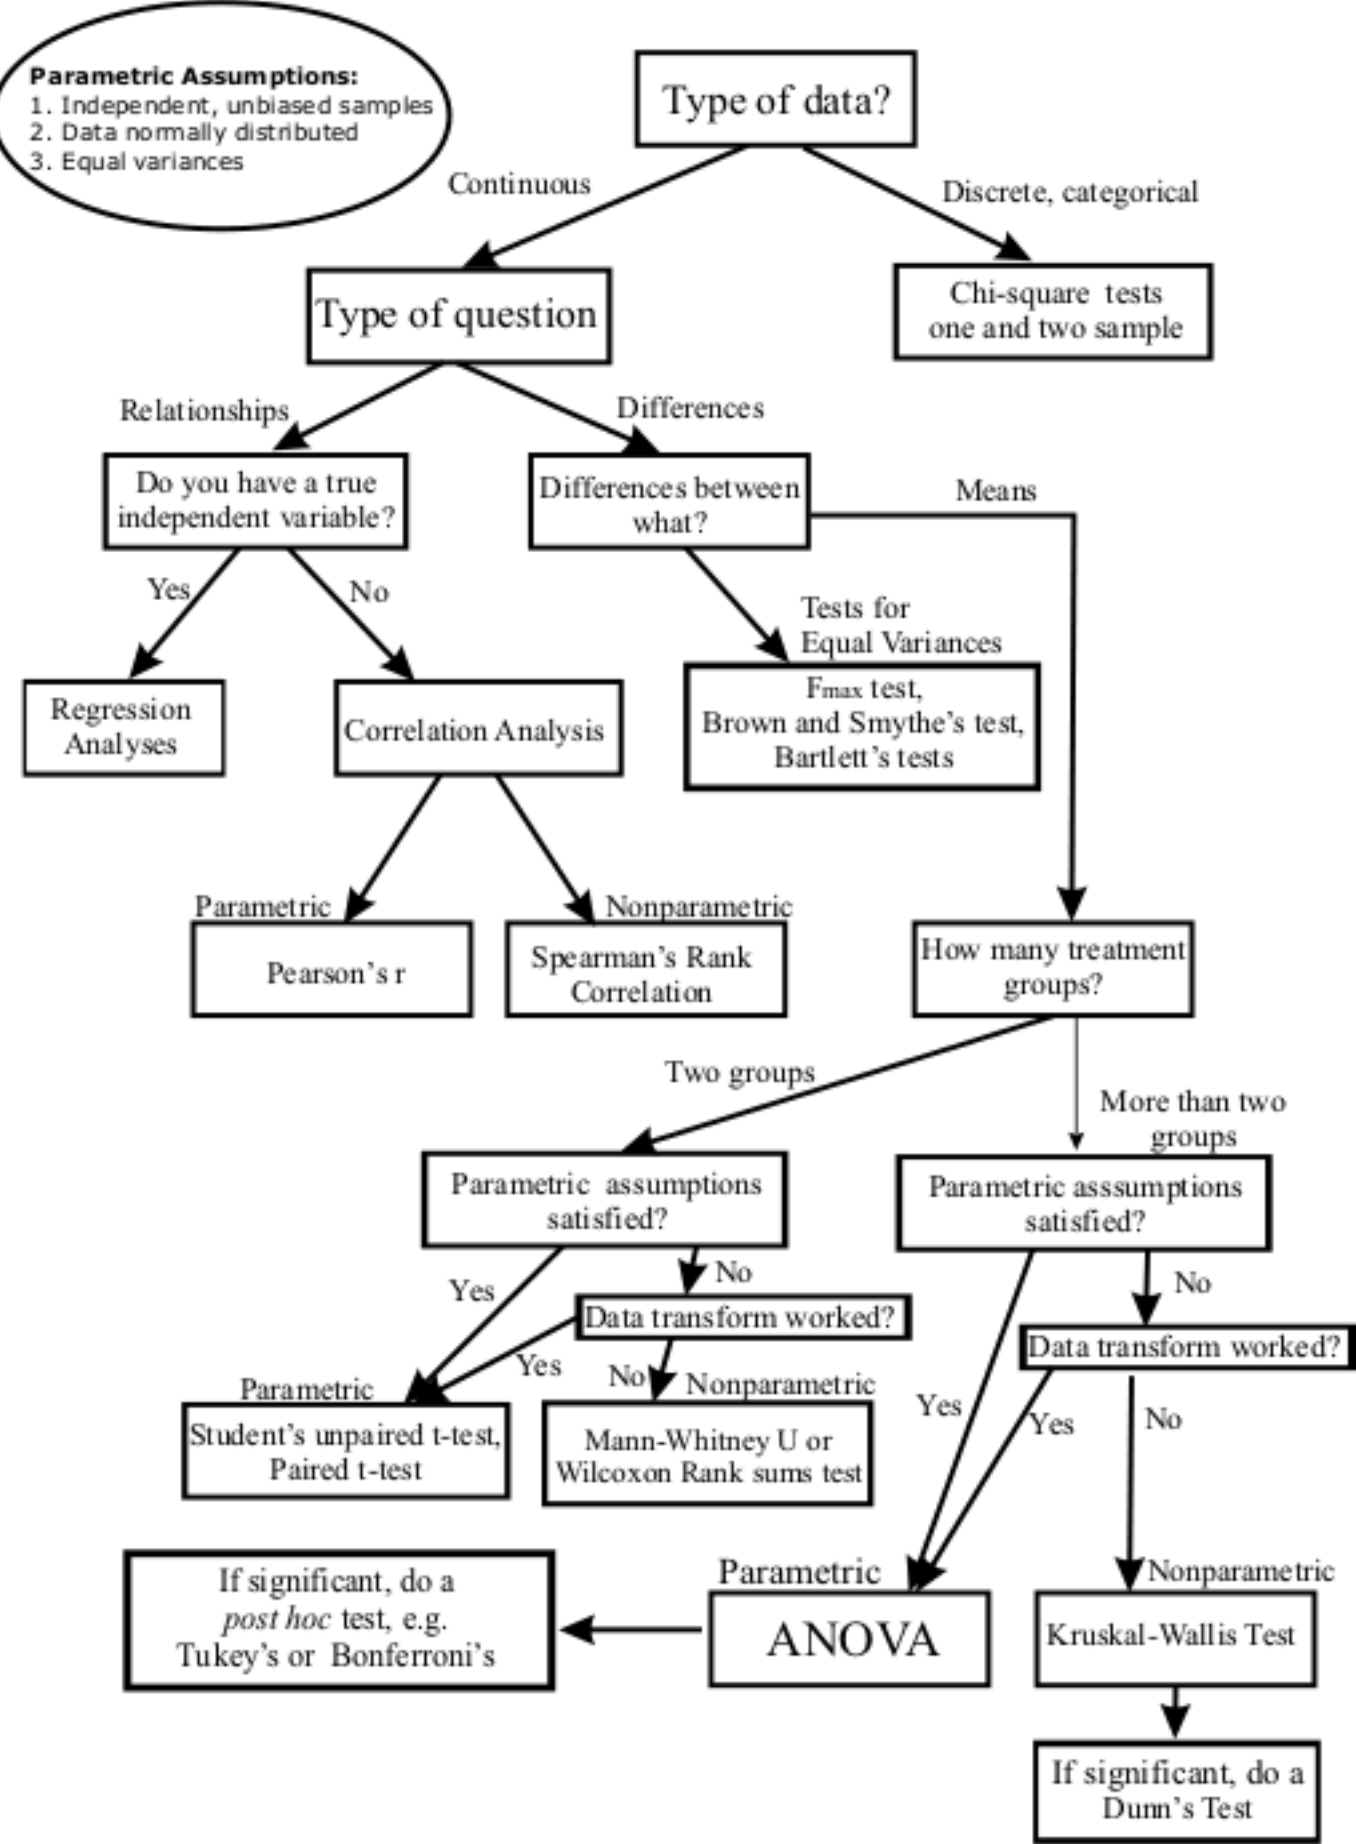 Parametric Assumptions:
1. Independent, unbiased samples
2. Data normally distributed
3. Equal variances
Type of data?
Continuous
Discrete, categorical
Type of question
Chi-square tests
one and two sample
Relationships
Differences
Do you have a true
independent variable?
Differences between
what?
Means
Yes
No
Tests for
Equal Variances
Regression
Analyses
Correlation Analysis
Fmax test,
Brown and Smythe's test,
Bartlett's tests
Parametric
Nonparametric
Pearson's r
Spearman's Rank
Correlation
How many treatment
groups?
Two groups
More than two
groups
Parametric assumptions
satisfied?
Parametric asssumptions
satisfied?
Yes
No
No
Data transform worked?
Data transform worked?
Yes
No
Parametric
Nonparametric
Yes
Yes
No
Student's unpaired t-test,
Paired t-test
Mann-Whitney U or
Wilcoxon Rank sums test
If significant, do a
post hoc test, e.g.
Tukey's or Bonferroni's
Parametric
ANOVA
Nonparametric
Kruskal-Wallis Test
If significant, do a
Dunn's Test